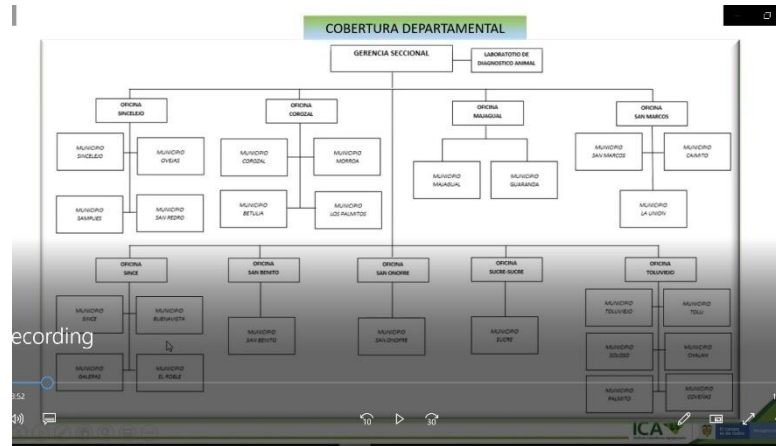 COBERTURA DEPARTAMENTAL
GERENCIA SECCIONAL
LABORATOTIO DE
DIAGNOSTICO ANIMAL
OFICINA
SINCELEJO
OFICINA
COROZAL
OFICINA
MAJAGUAL
OFICINA
SAN MARCOS
MUNICIPIO
SINCELEJO
MUNICIPIO
OVEJAS
MUNICIPIO
COROZAL
MUNICIPIO
MORROA
MUNICIPIO
SAN MARCOS
MUNICIPIO
CAIMITO
MUNICIPIO
MAJAGUAL
MUNICIPIO
GUARANDA
MUNICIPIO
SAMPUES
MUNICIPIO
SAN PEDRO
MUNICIPIO
BETULIA
MUNICIPIO
LOS PALMITOS
MUNICIPIO
LA UNION
OFICINA
SINCE
OFICINA
SAN BENITO
OFICINA
SAN ONOFRE
OFICINA
SUCRE-SUCRE
OFICINA
TOLUVIEJO
MUNICIPIO
SINCE
MUNICIPIO
BUENAVISTA
MUNICIPIO
SAN BENITO
MUNICIPIO
SAN ONOFRE
MUNICIPIO
SUCRE
MUNICIPIO
TOLUVIEJO
MUNICIPIO
TOLU
MUNICIPIO
MUNICIPIO
CHALAN
MUNICIPIO
GALERAS
MUNICIPIO
EL ROBLE
MUNICIPIO
PALMITO
MUNICIPIO
COVEÑAS
ecording
3:52
10
30
ICA